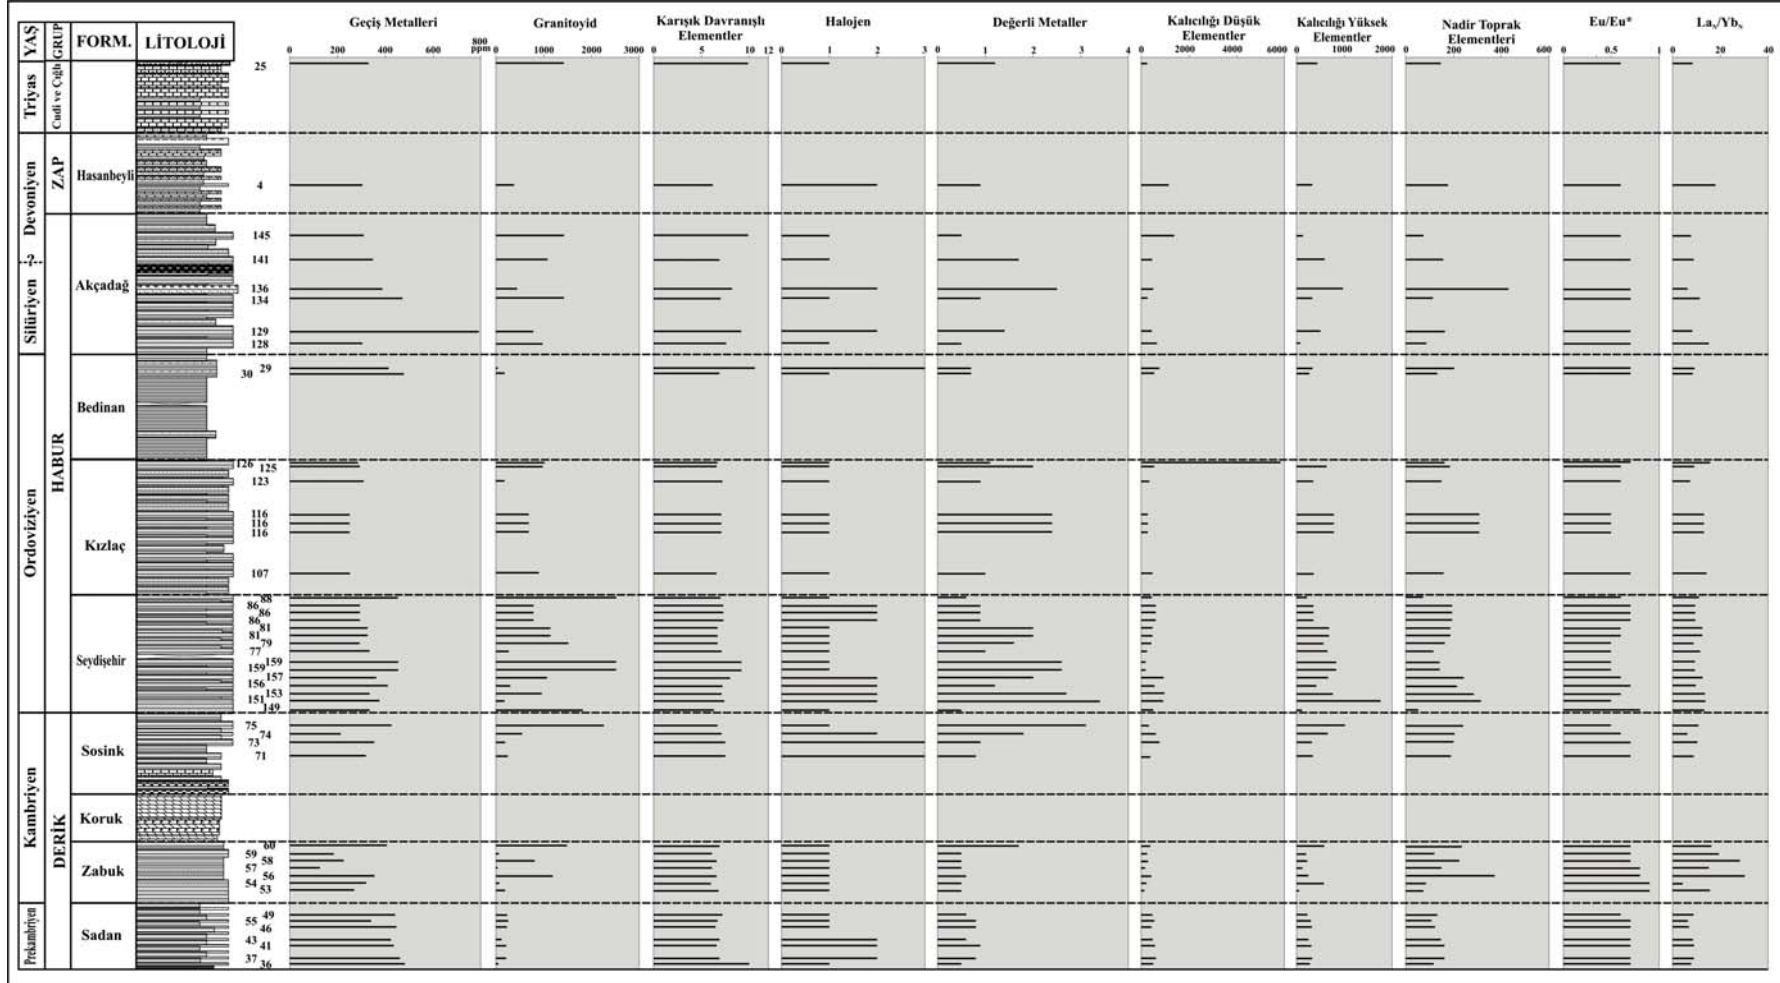 YAŞ GRUP FORM. LİTOLOJİ
Geçiş Metalleri
0 200 400 600 800 ppm
Granitoyid
0 1000 2000 3000
Karışık Davranışlı
Elementler
0 5 10 12
Halojen
0 1 2 3
Değerli Metaller
0 1 2 3 4
Kalıcılığı Düşük
Elementler
0 2000 4000 6000
Kalıcılığı Yüksek
Elementler
0 1000 2000
Nadir Toprak
Elementleri
0 200 400 600
Eu/Eu*
0 0,5 1
LaN/YbN
0 20 40
Triyas
Cudi ve Çığlı
25
Devoniyen
ZAP
Hasanbeyli
4
-?-
Silüriyen
HABUR
Akçadağ
145
141
136
134
129
128
Ordoviziyen
Bedinan
29
30
Kızlaç
126 125
123
116
116
116
107
Seydişehir
88
86
86
86
81
81
79
77
159
159
157
156
153
151
149
Kambriyen
DERİK
Sosink
75
74
73
71
Koruk
Zabuk
60
59
58
57
56
54
53
Prekambriyen
Sadan
49
55
46
43
41
37
36